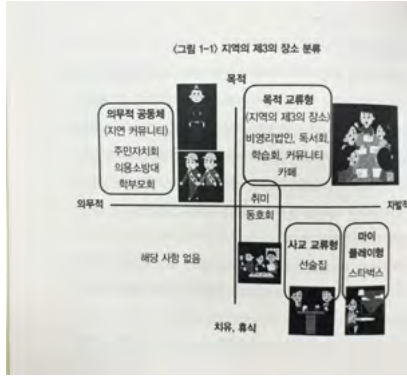 <그림 1-1> 지역의 제3의 장소 분류
목적
의무적 공동체
(지연 커뮤니티)
주민자치회
의용소방대
학부모회
목적 교류형
(지역의 제3의 장소)
비영리법인, 독서회,
학습회, 커뮤니티
카페
의무적
자발적
취미
동호회
해당 사항 없음
사교 교류형
선술집
마이
플레이형
스타벅스
치유, 휴식